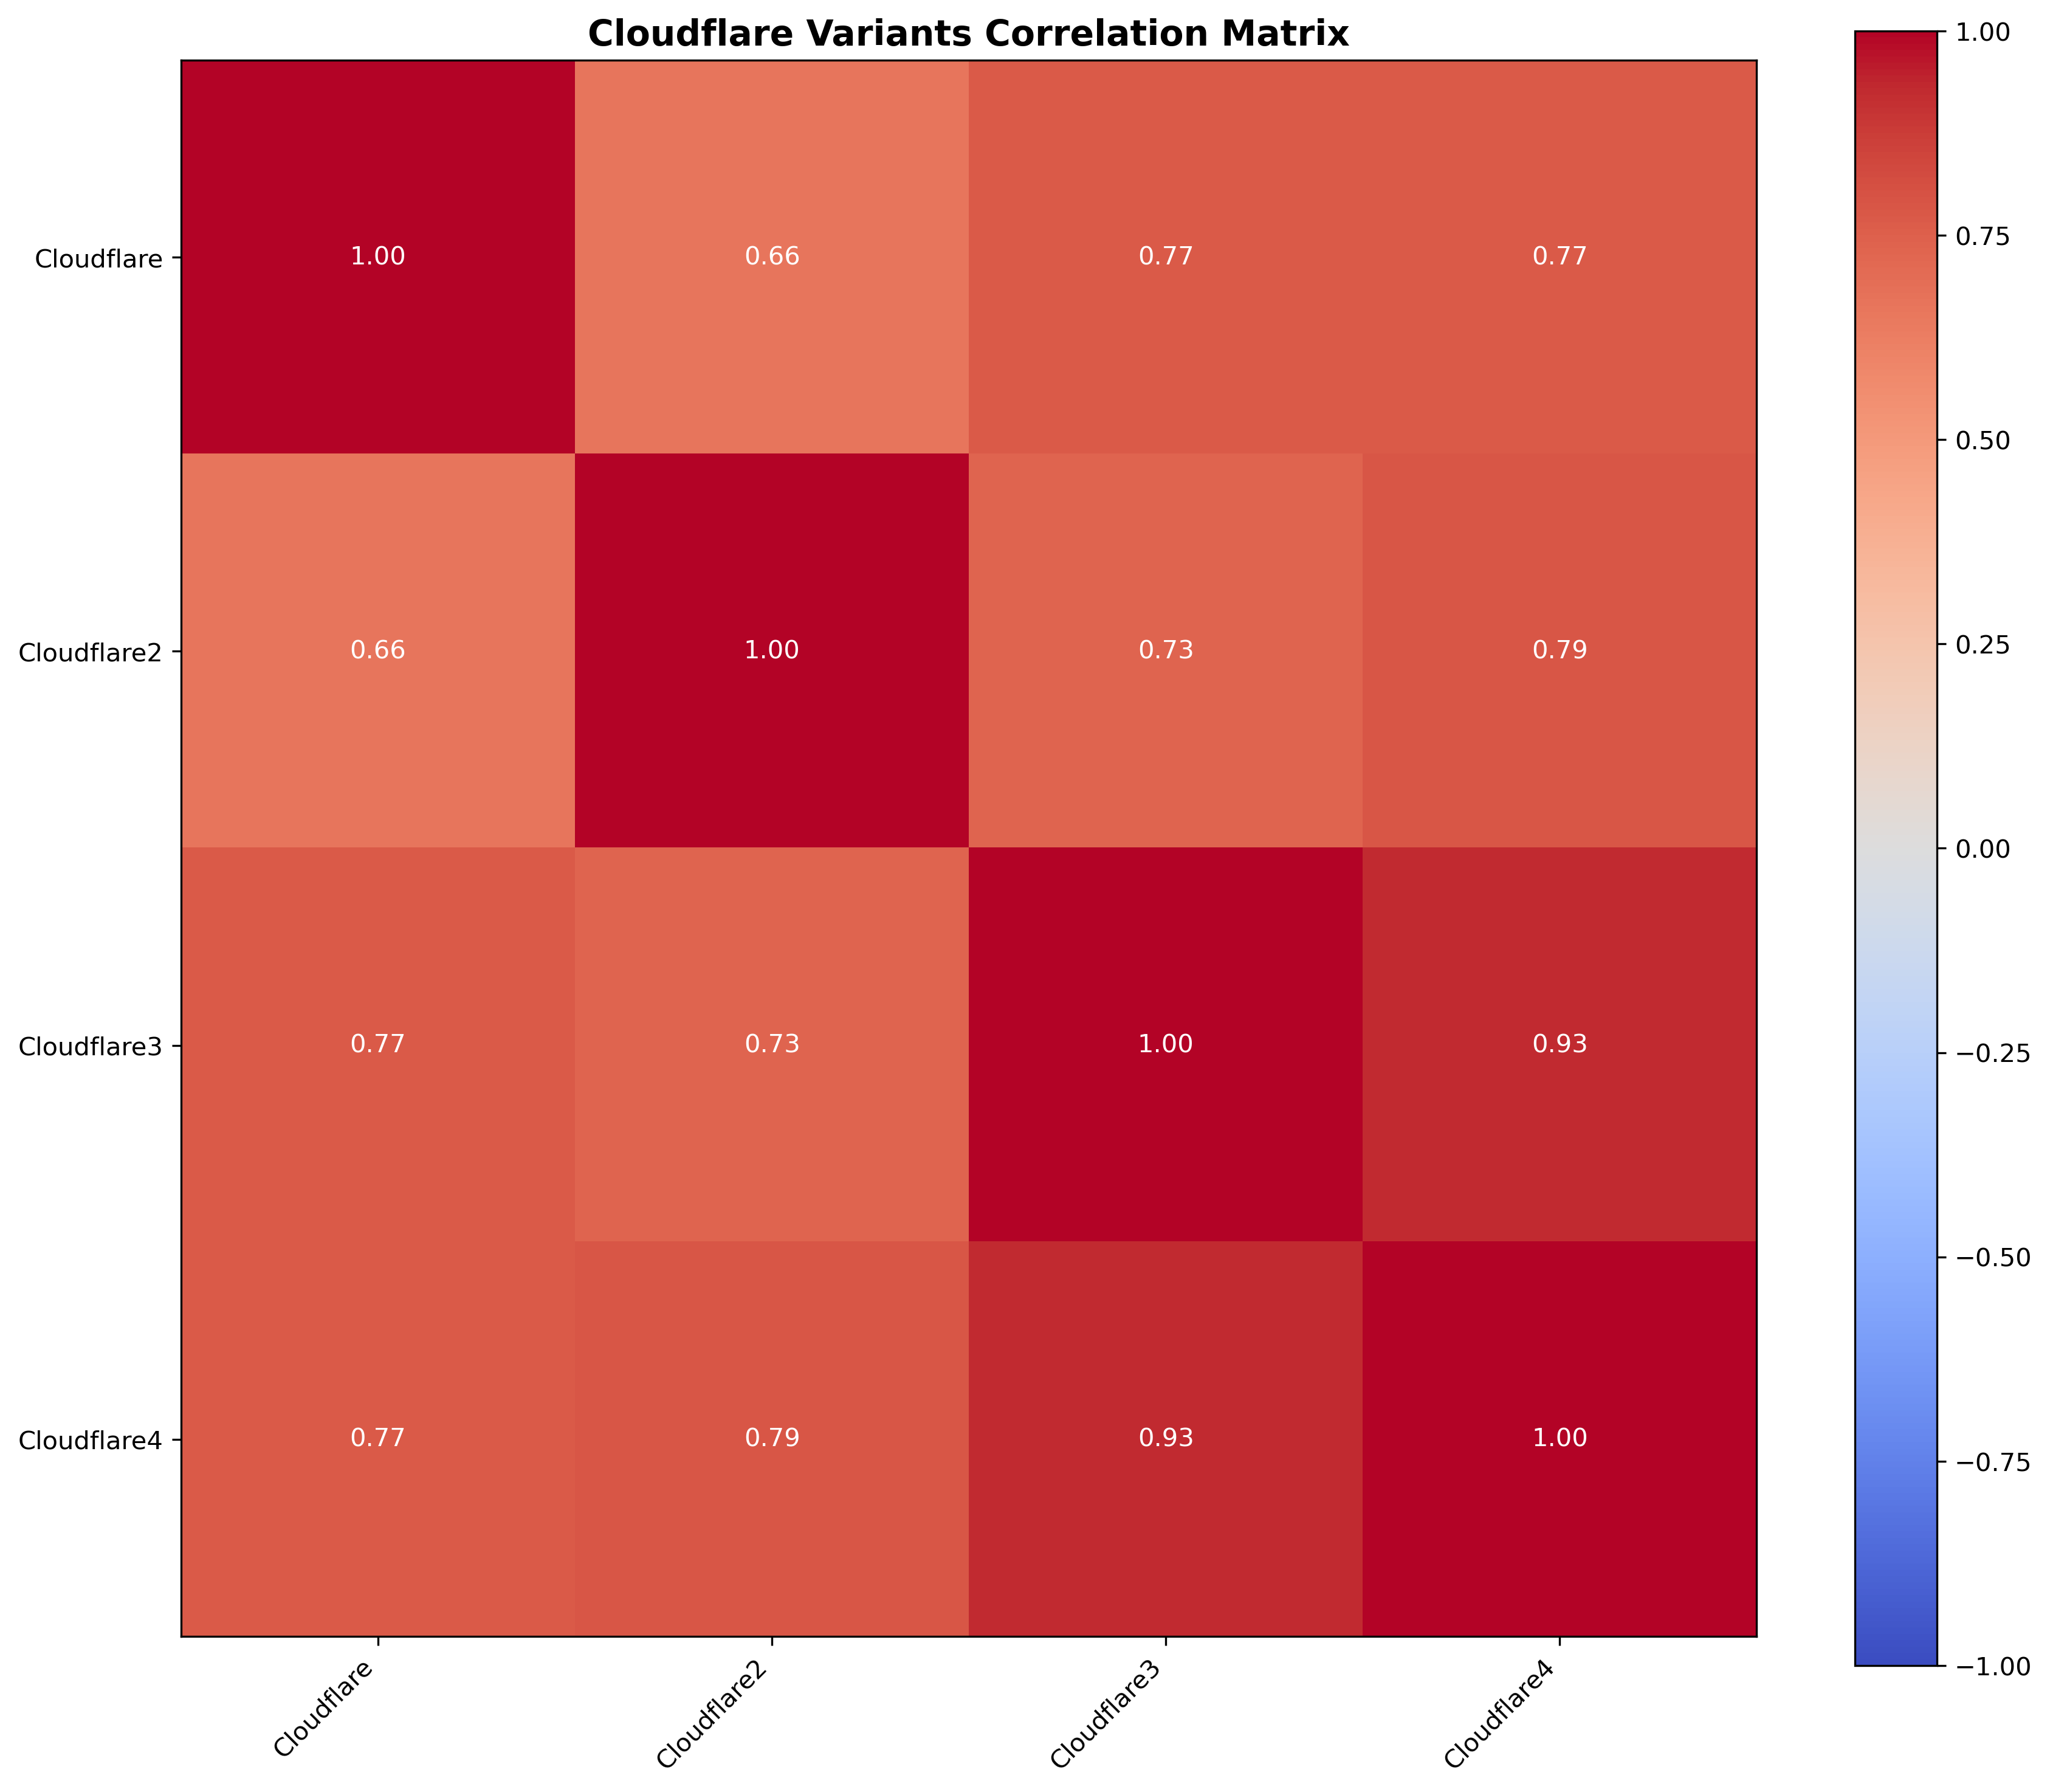 Cloudflare Variants Correlation Matrix
Cloudflare
1.00 0.66 0.77 0.77
Cloudflare2
0.66 1.00 0.73 0.79
Cloudflare3
0.77 0.73 1.00 0.93
Cloudflare4
0.77 0.79 0.93 1.00
Cloudflare
Cloudflare2
Cloudflare3
Cloudflare4
1.00
0.75
0.50
0.25
0.00
−0.25
−0.50
−0.75
−1.00